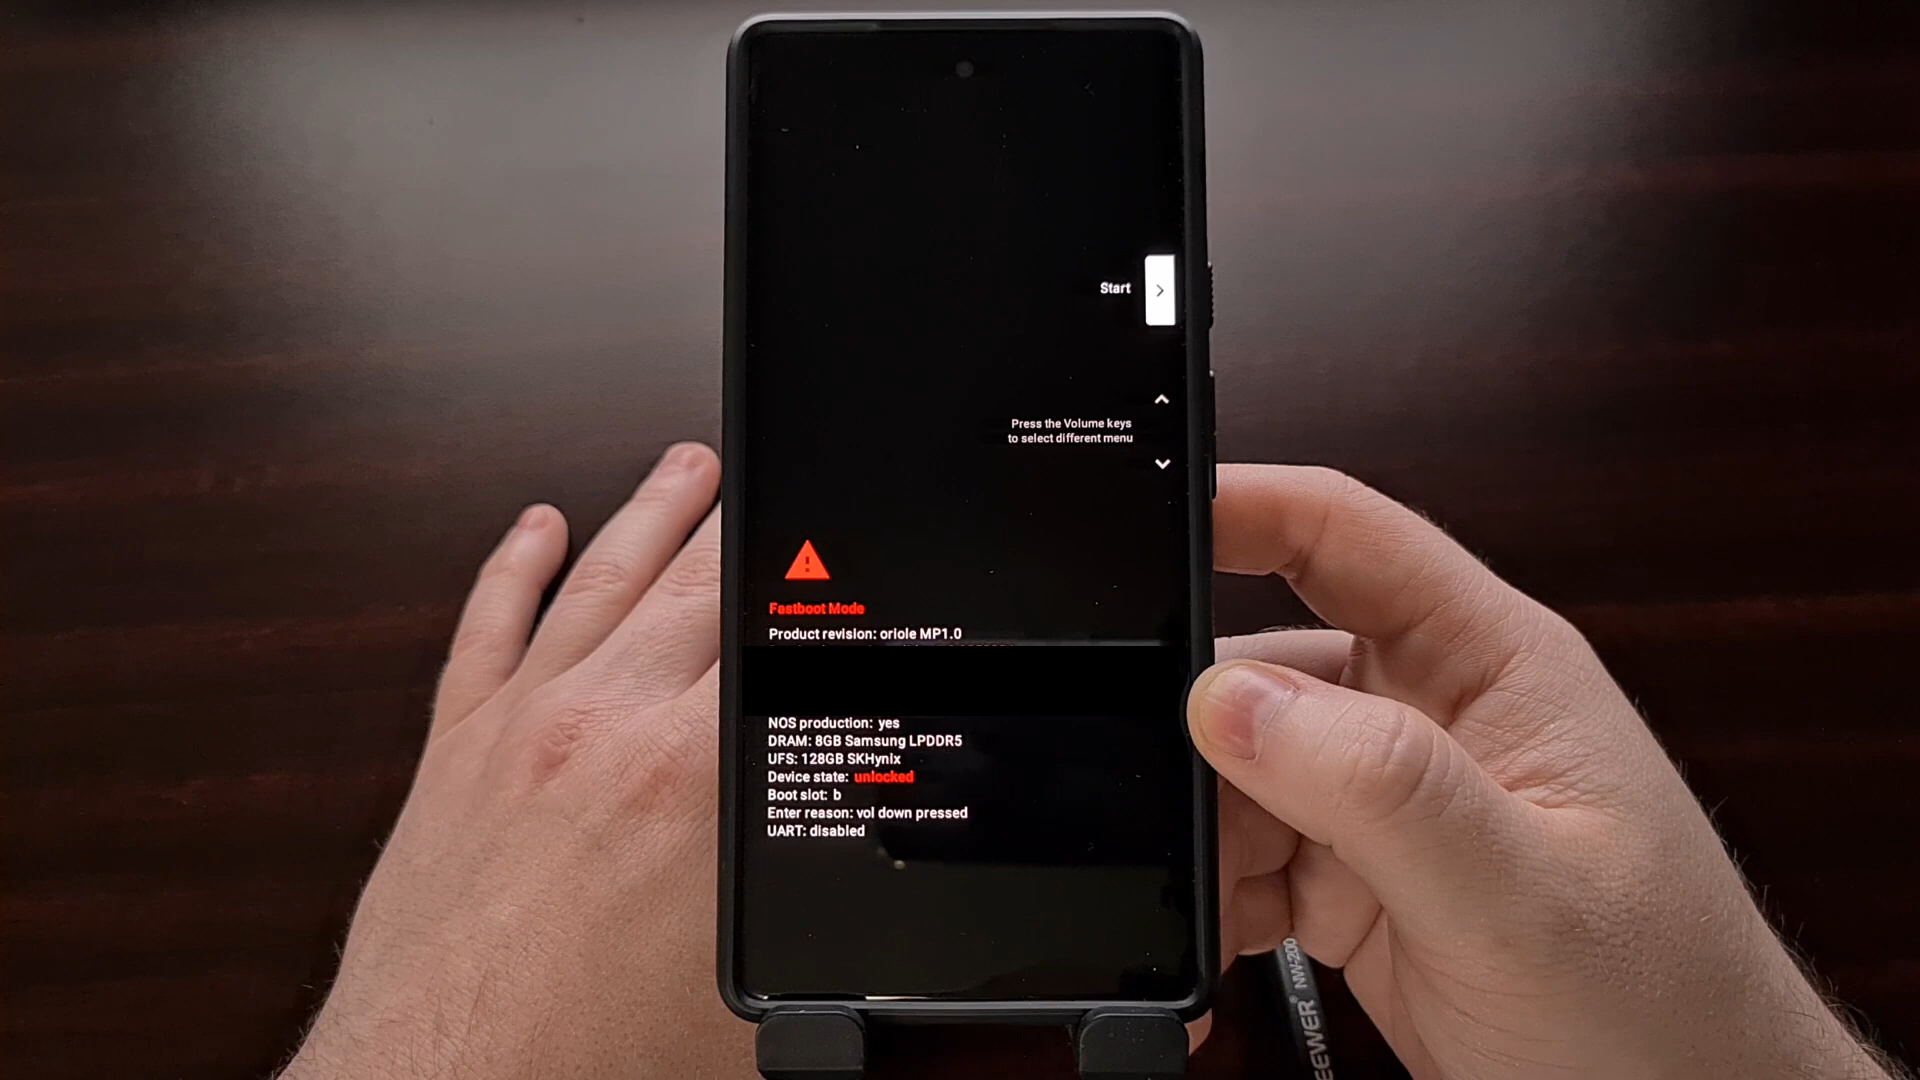 Start
Press the Volume keys
to select different menu
Fastboot Mode
Product revision: oriole MP1.0
NOS production: yes
DRAM: 8GB Samsung LPDDR5
UFS: 128GB SKHynix
Device state: unlocked
Boot slot: b
Enter reason: vol down pressed
UART: disabled
EEWER® NW-200